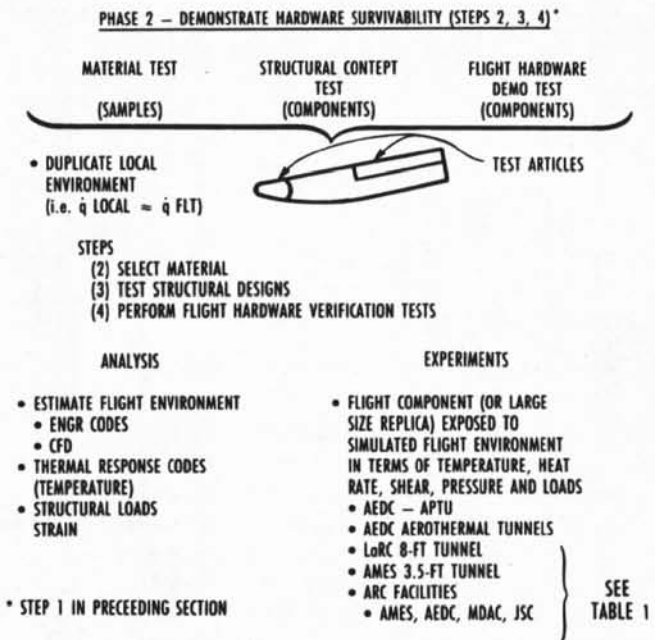 PHASE 2 – DEMONSTRATE HARDWARE SURVIVABILITY (STEPS 2, 3, 4)*
MATERIAL TEST
(SAMPLES)
STRUCTURAL CONTEPT
TEST
(COMPONENTS)
FLIGHT HARDWARE
DEMO TEST
(COMPONENTS)
• DUPLICATE LOCAL
ENVIRONMENT
(i.e. q̇ LOCAL ≈ q̇ FLT)
TEST ARTICLES
STEPS
(2) SELECT MATERIAL
(3) TEST STRUCTURAL DESIGNS
(4) PERFORM FLIGHT HARDWARE VERIFICATION TESTS
ANALYSIS
• ESTIMATE FLIGHT ENVIRONMENT
• ENGR CODES
• CFD
• THERMAL RESPONSE CODES
(TEMPERATURE)
• STRUCTURAL LOADS
STRAIN
EXPERIMENTS
• FLIGHT COMPONENT (OR LARGE
SIZE REPLICA) EXPOSED TO
SIMULATED FLIGHT ENVIRONMENT
IN TERMS OF TEMPERATURE, HEAT
RATE, SHEAR, PRESSURE AND LOADS
• AEDC – APTU
• AEDC AEROTHERMAL TUNNELS
• LaRC 8-FT TUNNEL
• AMES 3.5-FT TUNNEL
• ARC FACILITIES
• AMES, AEDC, MDAC, JSC
SEE
TABLE 1
* STEP 1 IN PRECEEDING SECTION